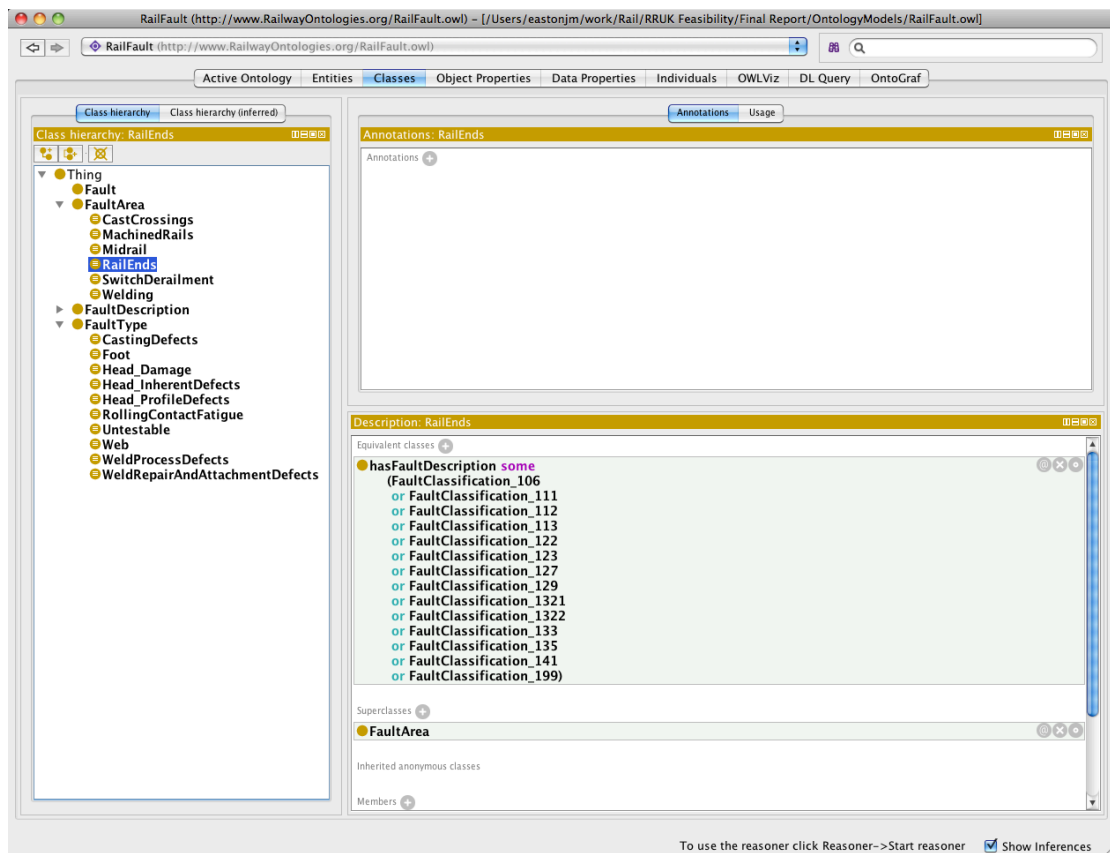 RailFault (http://www.RailwayOntologies.org/RailFault.owl) – [/Users/eastonjm/work/Rail/RRUK Feasibility/Final Report/OntologyModels/RailFault.owl]
RailFault (http://www.RailwayOntologies.org/RailFault.owl)
Active Ontology Entities Classes Object Properties Data Properties Individuals OWLViz DL Query OntoGraf
Class hierarchy Class hierarchy (inferred)
Class hierarchy: RailEnds
Thing
Fault
FaultArea
CastCrossings
MachinedRails
Midrail
RailEnds
SwitchDerailment
Welding
FaultDescription
FaultType
CastingDefects
Foot
Head_Damage
Head_InherentDefects
Head_ProfileDefects
RollingContactFatigue
Untestable
Web
WeldProcessDefects
WeldRepairAndAttachmentDefects
Annotations Usage
Annotations: RailEnds
Annotations
Description: RailEnds
Equivalent classes
hasFaultDescription some
(FaultClassification_106
or FaultClassification_111
or FaultClassification_112
or FaultClassification_113
or FaultClassification_122
or FaultClassification_123
or FaultClassification_127
or FaultClassification_129
or FaultClassification_1321
or FaultClassification_1322
or FaultClassification_133
or FaultClassification_135
or FaultClassification_141
or FaultClassification_199)
Superclasses
FaultArea
Inherited anonymous classes
Members
To use the reasoner click Reasoner->Start reasoner Show Inferences